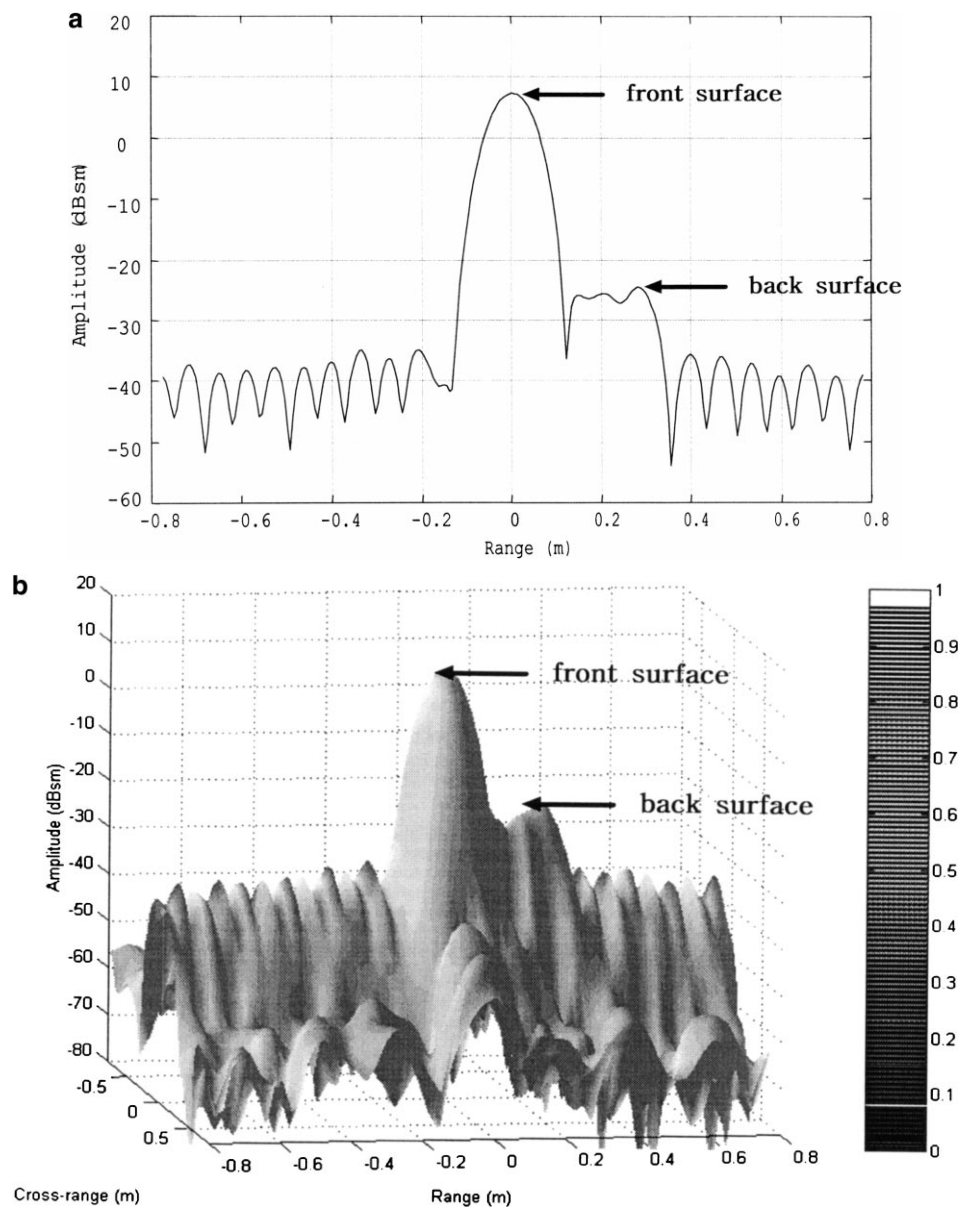 a
20
10
0
-10
-20
-30
-40
-50
-60
Amplitude (dBsm)
front surface
back surface
-0.8 -0.6 -0.4 -0.2 0 0.2 0.4 0.6 0.8
Range (m)
b
20
10
0
-10
-20
-30
-40
-50
-60
-70
-80
Amplitude (dBsm)
front surface
back surface
-0.5
0
0.5
-0.8 -0.6 -0.4 -0.2 0 0.2 0.4 0.6 0.8
Cross-range (m)
Range (m)
1
0.9
0.8
0.7
0.6
0.5
0.4
0.3
0.2
0.1
0